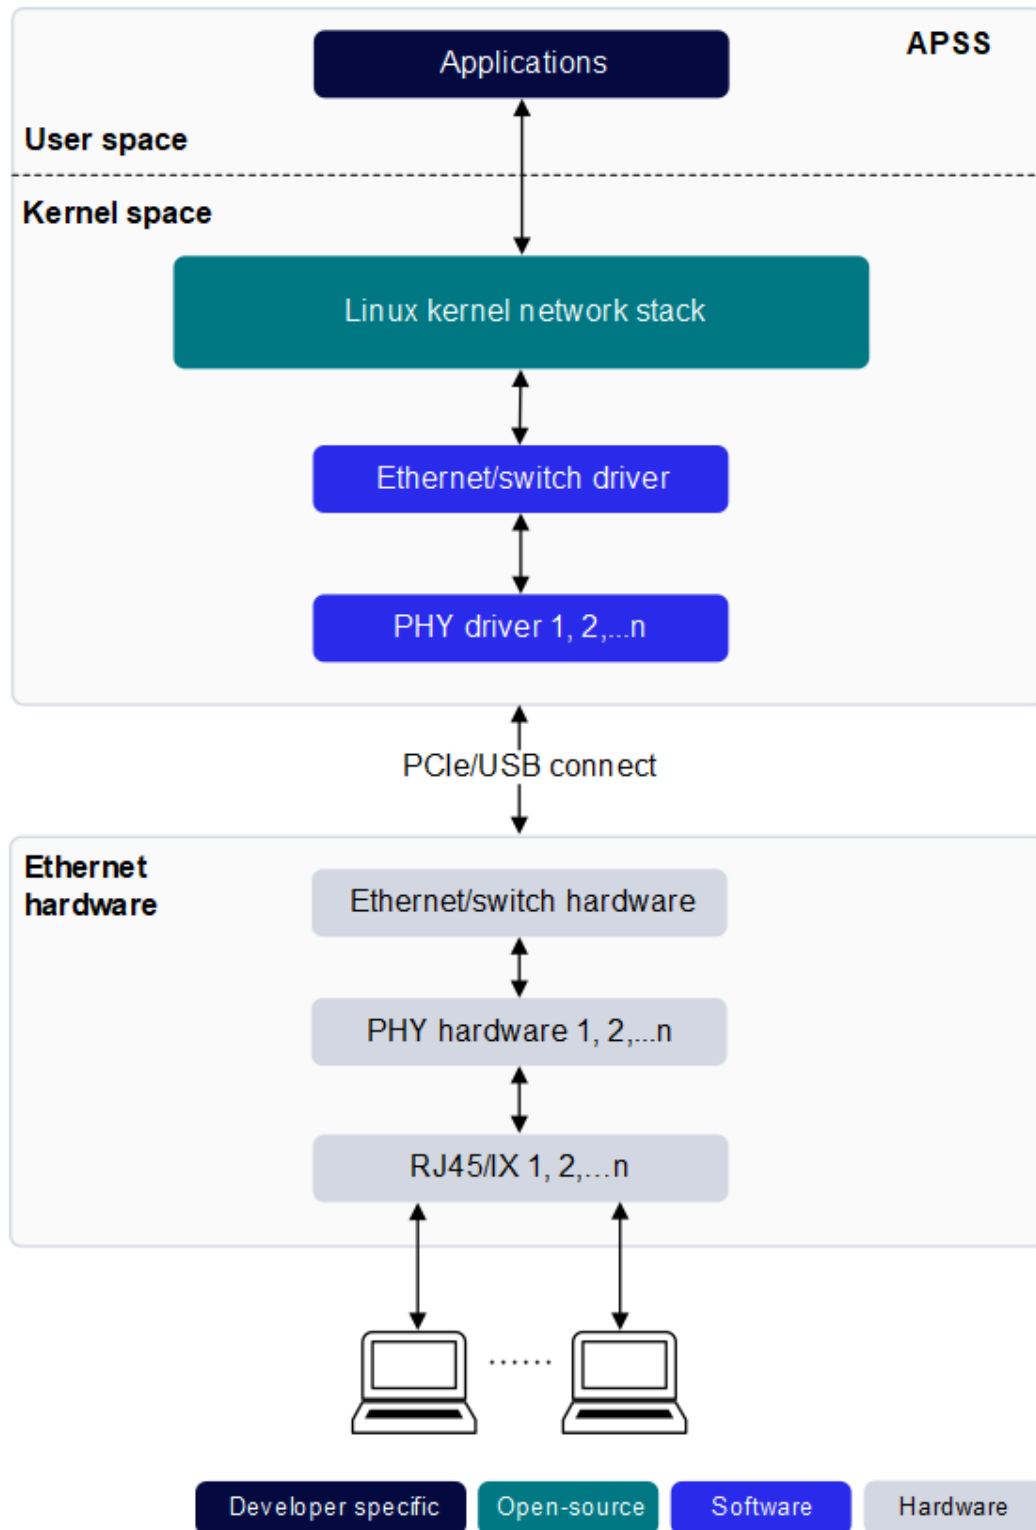 APSS
Applications
User space
Kernel space
Linux kernel network stack
Ethernet/switch driver
PHY driver 1, 2,...n
PCIe/USB connect
Ethernet
hardware
Ethernet/switch hardware
PHY hardware 1, 2,...n
RJ45/IX 1, 2,...n
......
Developer specific
Open-source
Software
Hardware